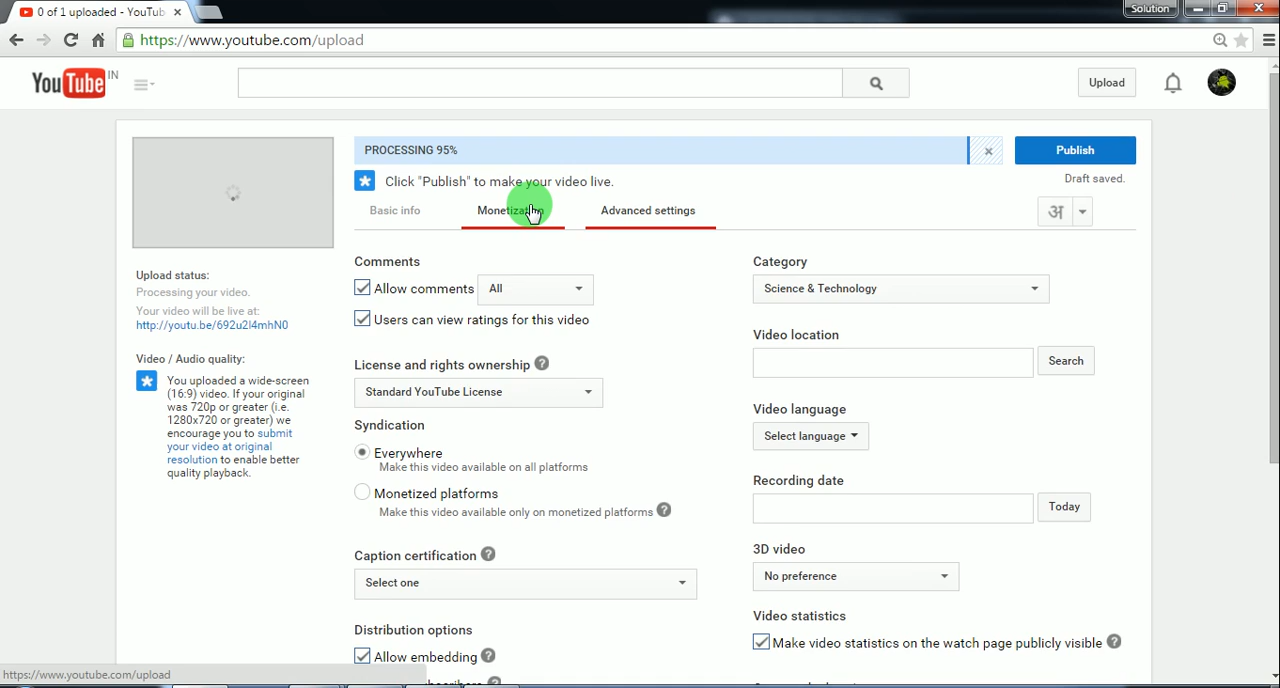 Solution
0 of 1 uploaded - YouTub
https://www.youtube.com/upload
YouTube IN
Upload
PROCESSING 95%
Publish
Click "Publish" to make your video live.
Draft saved.
Basic info Monetization Advanced settings
अ
Comments
Allow comments All
Users can view ratings for this video
License and rights ownership ?
Standard YouTube License
Syndication
Everywhere
Make this video available on all platforms
Monetized platforms
Make this video available only on monetized platforms ?
Caption certification ?
Select one
Distribution options
Allow embedding ?
Category
Science & Technology
Video location
Search
Video language
Select language
Recording date
Today
3D video
No preference
Video statistics
Make video statistics on the watch page publicly visible ?
Upload status:
Processing your video.
Your video will be live at:
http://youtu.be/692u2l4mhN0
Video / Audio quality:
You uploaded a wide-screen
(16:9) video. If your original
was 720p or greater (i.e.
1280x720 or greater) we
encourage you to submit
your video at original
resolution to enable better
quality playback.
https://www.youtube.com/upload